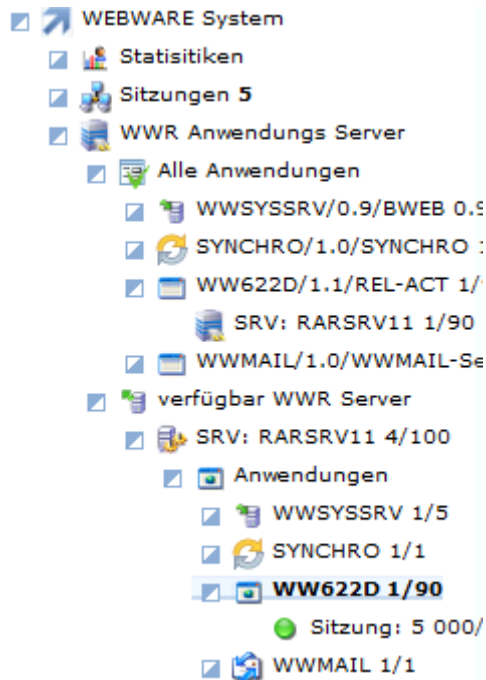 WEBWARE System
Statisitiken
Sitzungen 5
WWR Anwendungs Server
Alle Anwendungen
WWSYSSRV/0.9/BWEB 0.9
SYNCHRO/1.0/SYNCHRO 1
WW622D/1.1/REL-ACT 1/
SRV: RARSRV11 1/90
WWMAIL/1.0/WWMAIL-Se
verfügbar WWR Server
SRV: RARSRV11 4/100
Anwendungen
WWSYSSRV 1/5
SYNCHRO 1/1
WW622D 1/90
Sitzung: 5 000/
WWMAIL 1/1